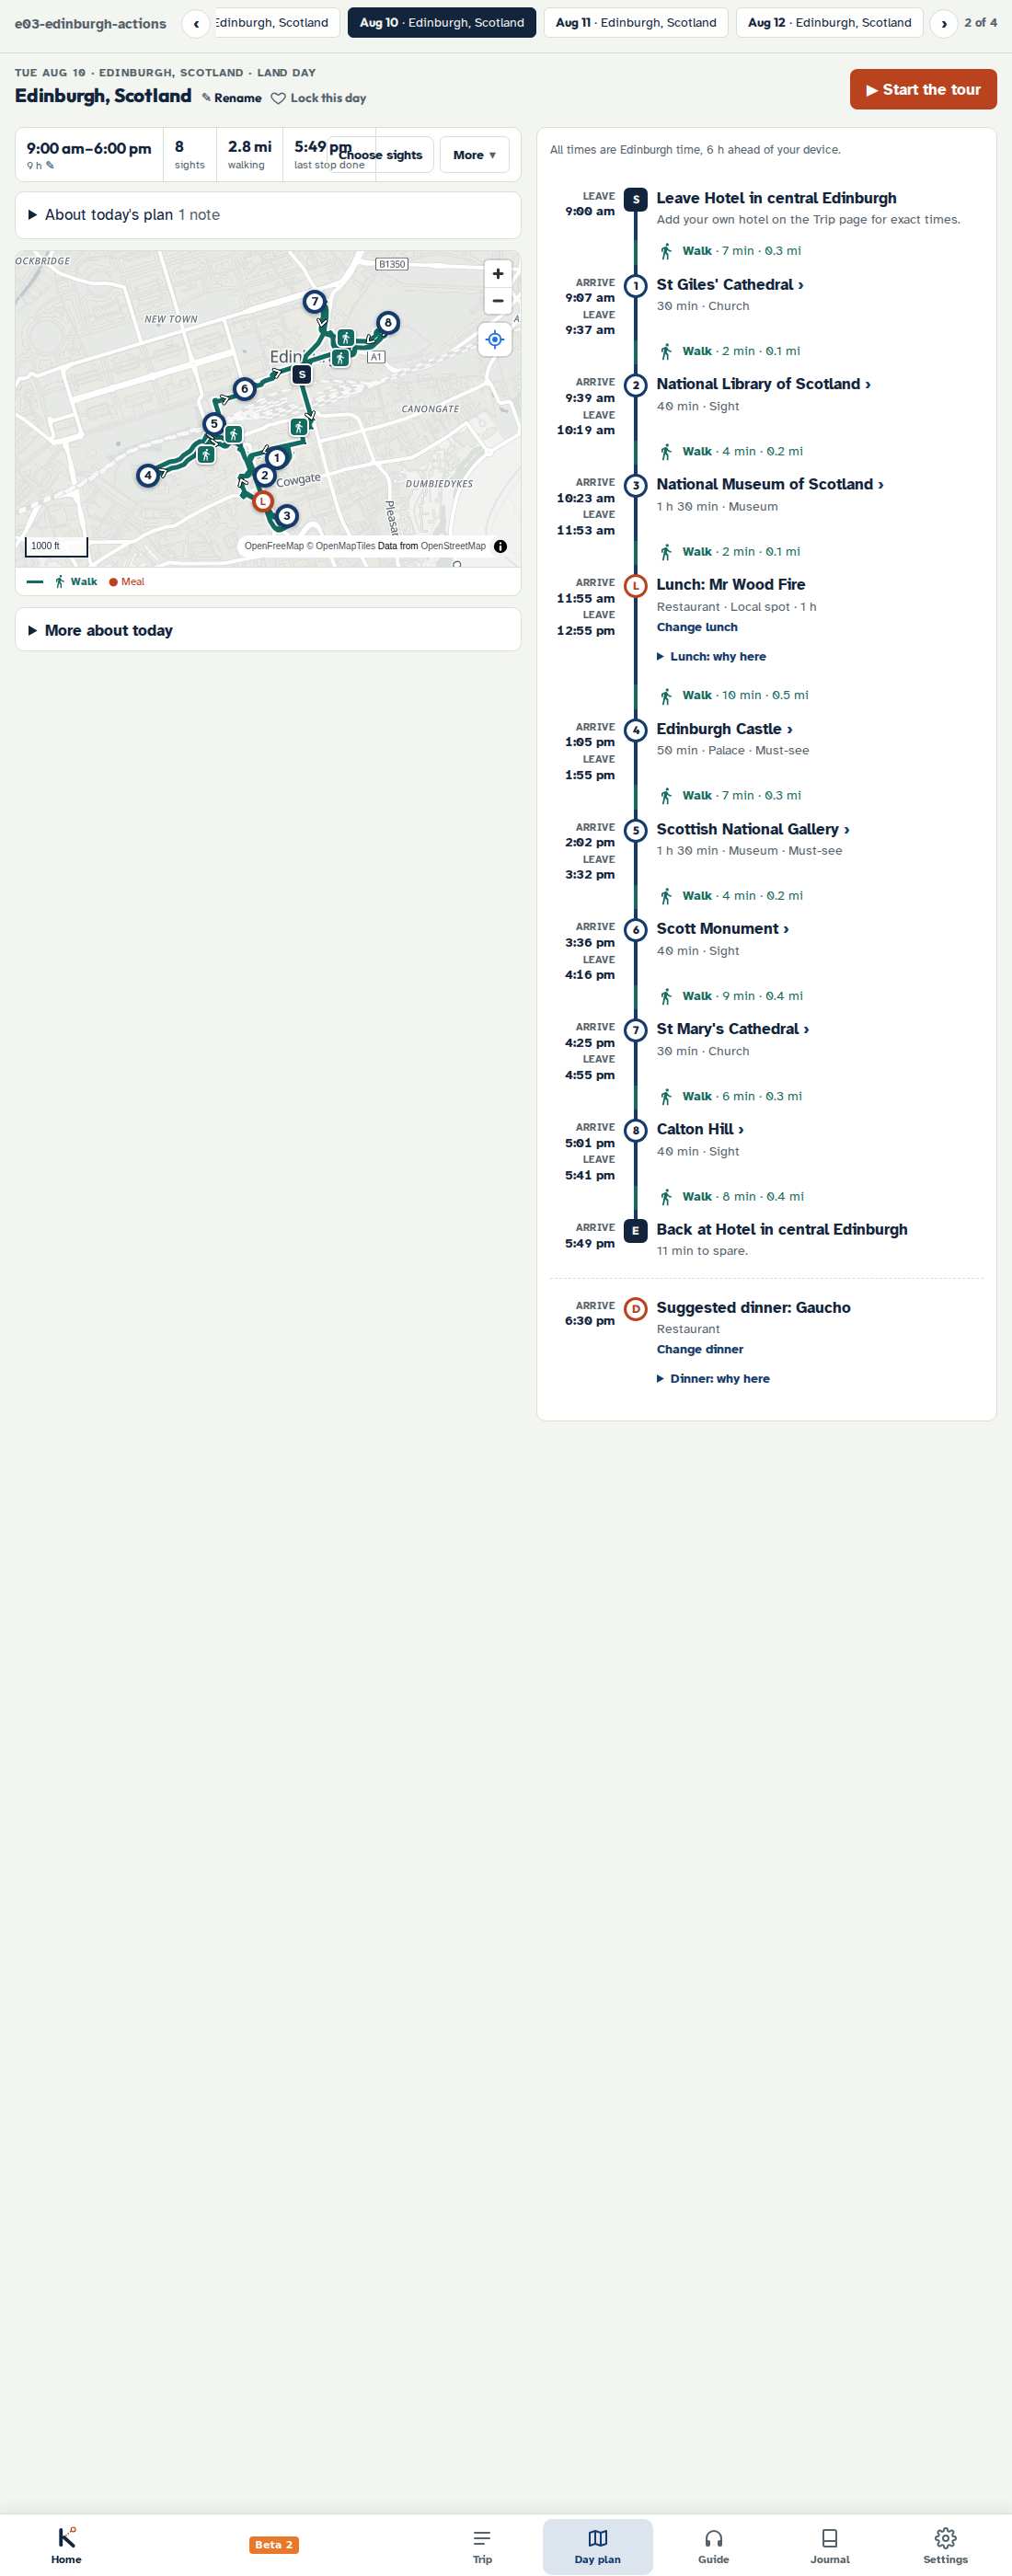 e03-edinburgh-actions
‹
Edinburgh, Scotland
Aug 10 · Edinburgh, Scotland
Aug 11 · Edinburgh, Scotland
Aug 12 · Edinburgh, Scotland
›
2 of 4
TUE AUG 10 · EDINBURGH, SCOTLAND · LAND DAY
Edinburgh, Scotland ✎ Rename Lock this day
▶ Start the tour
9:00 am–6:00 pm
9 h ✎
8
sights
2.8 mi
walking
5:49 pm
last stop done
Choose sights
More ▾
▶ About today's plan 1 note
OCKBRIDGE
B1350
NEW TOWN
7
8
A
Edin
A1
S
6
CANONGATE
5
4
1
2
Cowgate
DUMBIEDYKES
L
3
Pleasan
+
−
1000 ft
OpenFreeMap © OpenMapTiles Data from OpenStreetMap
Walk Meal
▶ More about today
All times are Edinburgh time, 6 h ahead of your device.
LEAVE
9:00 am
S
Leave Hotel in central Edinburgh
Add your own hotel on the Trip page for exact times.
Walk · 7 min · 0.3 mi
ARRIVE
9:07 am
LEAVE
9:37 am
1
St Giles' Cathedral ›
30 min · Church
Walk · 2 min · 0.1 mi
ARRIVE
9:39 am
LEAVE
10:19 am
2
National Library of Scotland ›
40 min · Sight
Walk · 4 min · 0.2 mi
ARRIVE
10:23 am
LEAVE
11:53 am
3
National Museum of Scotland ›
1 h 30 min · Museum
Walk · 2 min · 0.1 mi
ARRIVE
11:55 am
LEAVE
12:55 pm
L
Lunch: Mr Wood Fire
Restaurant · Local spot · 1 h
Change lunch
▶ Lunch: why here
Walk · 10 min · 0.5 mi
ARRIVE
1:05 pm
LEAVE
1:55 pm
4
Edinburgh Castle ›
50 min · Palace · Must-see
Walk · 7 min · 0.3 mi
ARRIVE
2:02 pm
LEAVE
3:32 pm
5
Scottish National Gallery ›
1 h 30 min · Museum · Must-see
Walk · 4 min · 0.2 mi
ARRIVE
3:36 pm
LEAVE
4:16 pm
6
Scott Monument ›
40 min · Sight
Walk · 9 min · 0.4 mi
ARRIVE
4:25 pm
LEAVE
4:55 pm
7
St Mary's Cathedral ›
30 min · Church
Walk · 6 min · 0.3 mi
ARRIVE
5:01 pm
LEAVE
5:41 pm
8
Calton Hill ›
40 min · Sight
Walk · 8 min · 0.4 mi
ARRIVE
5:49 pm
E
Back at Hotel in central Edinburgh
11 min to spare.
ARRIVE
6:30 pm
D
Suggested dinner: Gaucho
Restaurant
Change dinner
▶ Dinner: why here
Home
Beta 2
Trip
Day plan
Guide
Journal
Settings